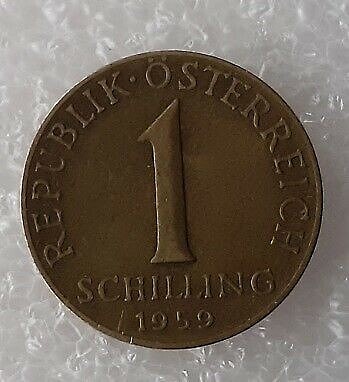 REPUBLIK · ÖSTERREICH
1
SCHILLING
1959